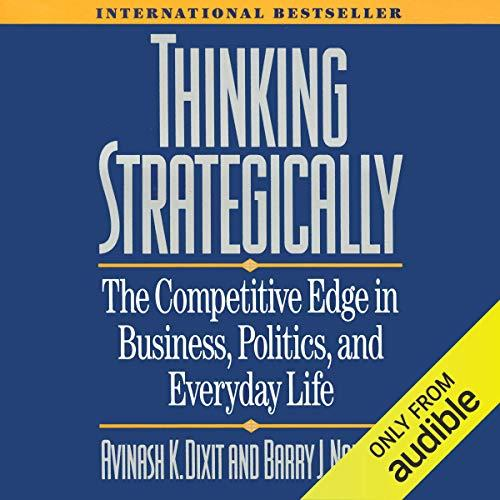 INTERNATIONAL BESTSELLER
THINKING
STRATEGICALLY
The Competitive Edge in
Business, Politics, and
Everyday Life
AVINASH K. DIXIT AND BARRY J.
ONLY FROM
audible